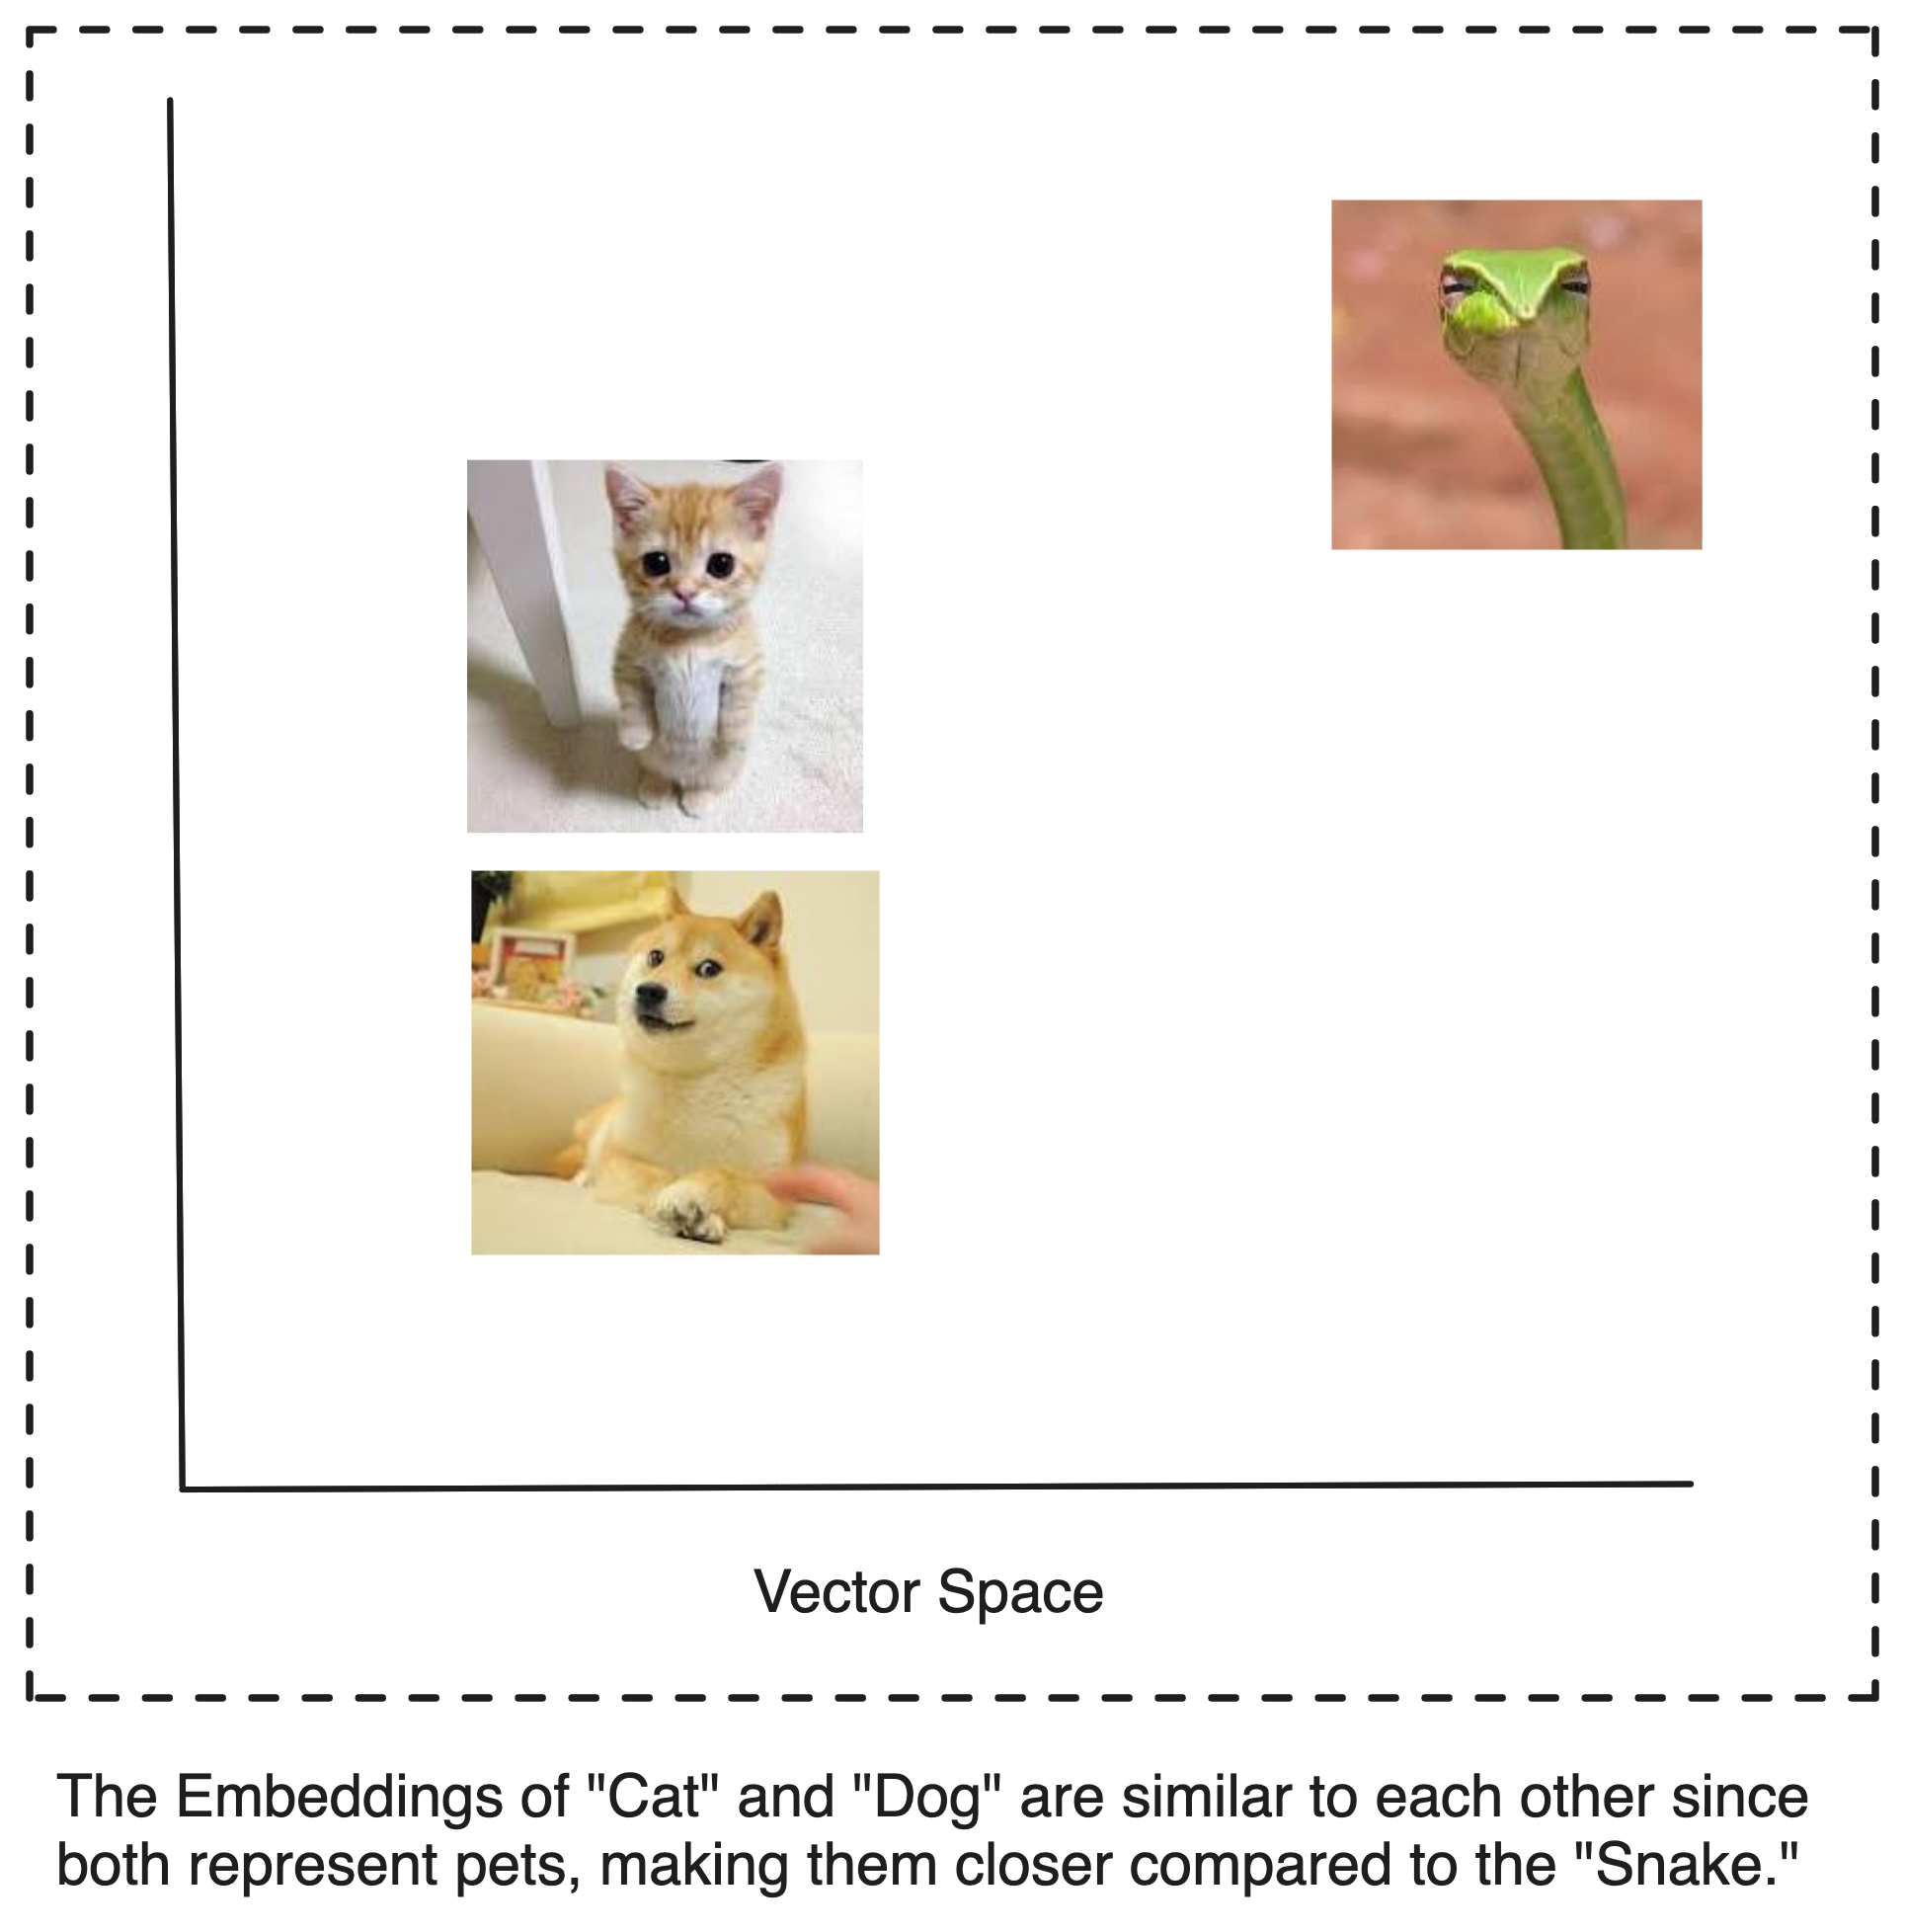 Vector Space
The Embeddings of "Cat" and "Dog" are similar to each other since
both represent pets, making them closer compared to the "Snake."